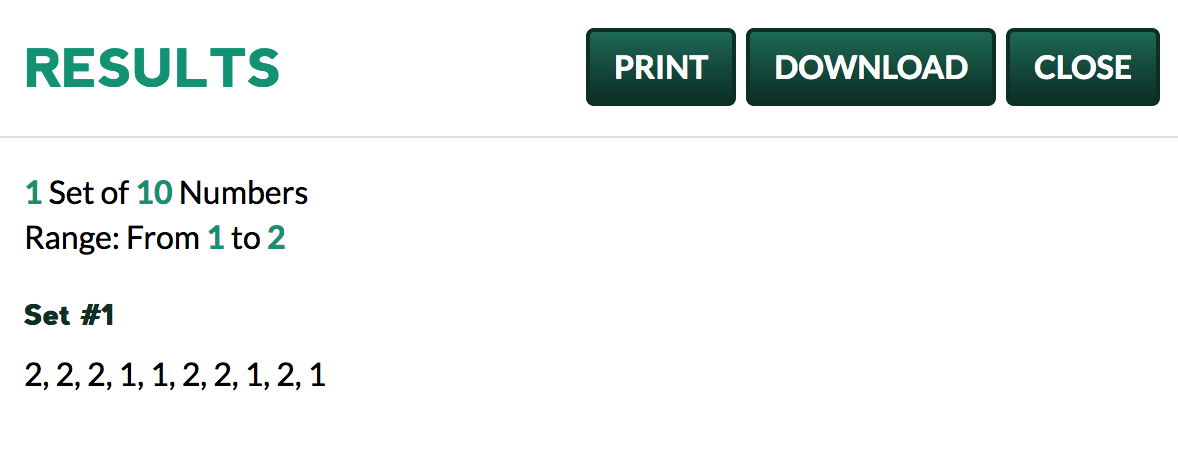 RESULTS
PRINT
DOWNLOAD
CLOSE
1 Set of 10 Numbers
Range: From 1 to 2
Set #1
2, 2, 2, 1, 1, 2, 2, 1, 2, 1